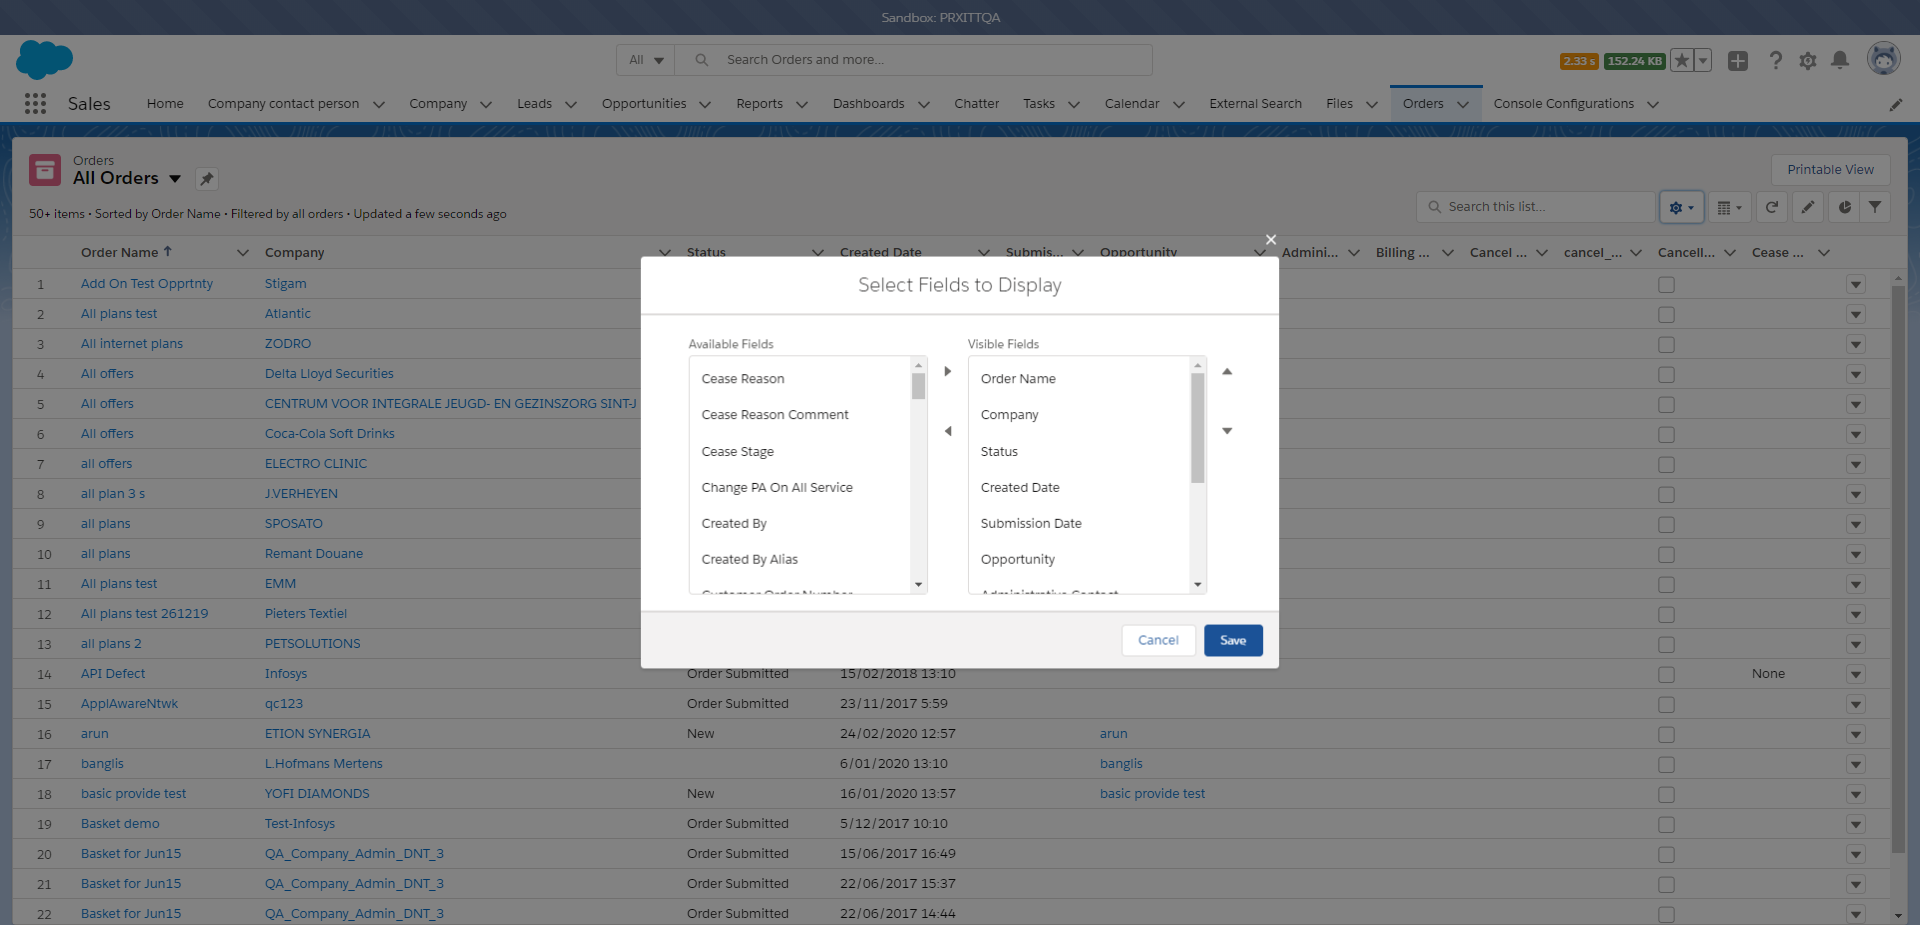 Sandbox: PRXITTQA
All
Search Orders and more...
2.33 s 152.24 KB
Sales Home Company contact person Company Leads Opportunities Reports Dashboards Chatter Tasks Calendar External Search Files Orders Console Configurations
Orders
All Orders
Printable View
50+ items • Sorted by Order Name • Filtered by all orders • Updated a few seconds ago
Search this list...
Order Name Company Status Created Date Submis... Opportunity Admini... Billing ... Cancel ... cancel_... Cancell... Cease ...
1 Add On Test Opprtnty Stigam
2 All plans test Atlantic
3 All internet plans ZODRO
4 All offers Delta Lloyd Securities
5 All offers CENTRUM VOOR INTEGRALE JEUGD- EN GEZINSZORG SINT-J
6 All offers Coca-Cola Soft Drinks
7 all offers ELECTRO CLINIC
8 all plan 3 s J.VERHEYEN
9 all plans SPOSATO
10 all plans Remant Douane
11 All plans test EMM
12 All plans test 261219 Pieters Textiel
13 all plans 2 PETSOLUTIONS
14 API Defect Infosys Order Submitted 15/02/2018 13:10 None
15 ApplAwareNtwk qc123 Order Submitted 23/11/2017 5:59
16 arun ETION SYNERGIA New 24/02/2020 12:57 arun
17 banglis L.Hofmans Mertens 6/01/2020 13:10 banglis
18 basic provide test YOFI DIAMONDS New 16/01/2020 13:57 basic provide test
19 Basket demo Test-Infosys Order Submitted 5/12/2017 10:10
20 Basket for Jun15 QA_Company_Admin_DNT_3 Order Submitted 15/06/2017 16:49
21 Basket for Jun15 QA_Company_Admin_DNT_3 Order Submitted 22/06/2017 15:37
22 Basket for Jun15 QA_Company_Admin_DNT_3 Order Submitted 22/06/2017 14:44
Select Fields to Display
Available Fields
Cease Reason
Cease Reason Comment
Cease Stage
Change PA On All Service
Created By
Created By Alias
Customer Order Number
Visible Fields
Order Name
Company
Status
Created Date
Submission Date
Opportunity
Administrative Contact
Cancel
Save